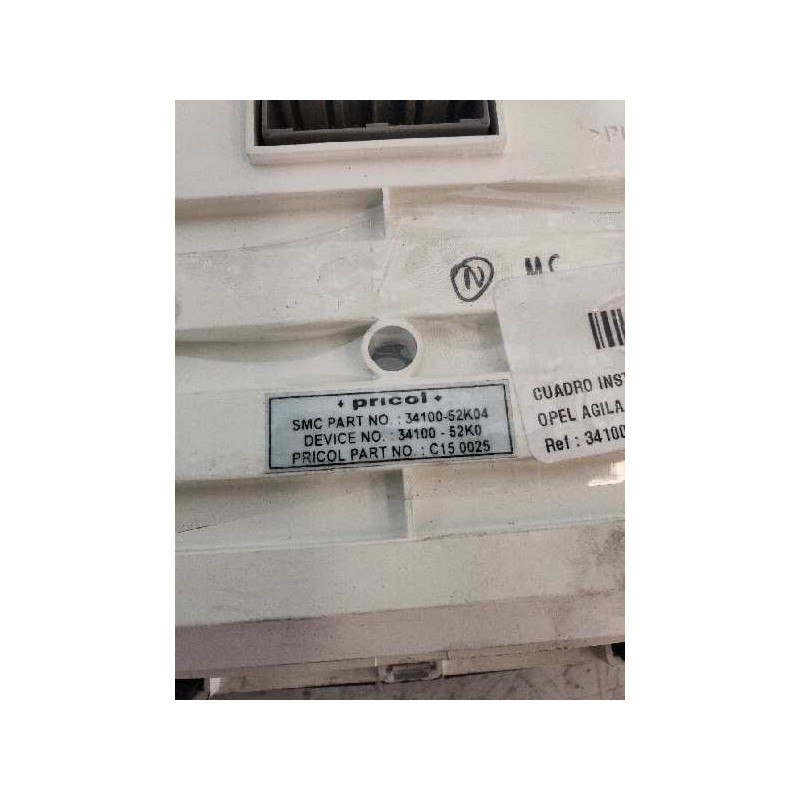 N
pricol
SMC PART NO. : 34100-52K04
DEVICE NO. : 34100 - 52K0
PRICOL PART NO. : C15 0025
CUADRO INST
OPEL AGILA
Ref : 34100